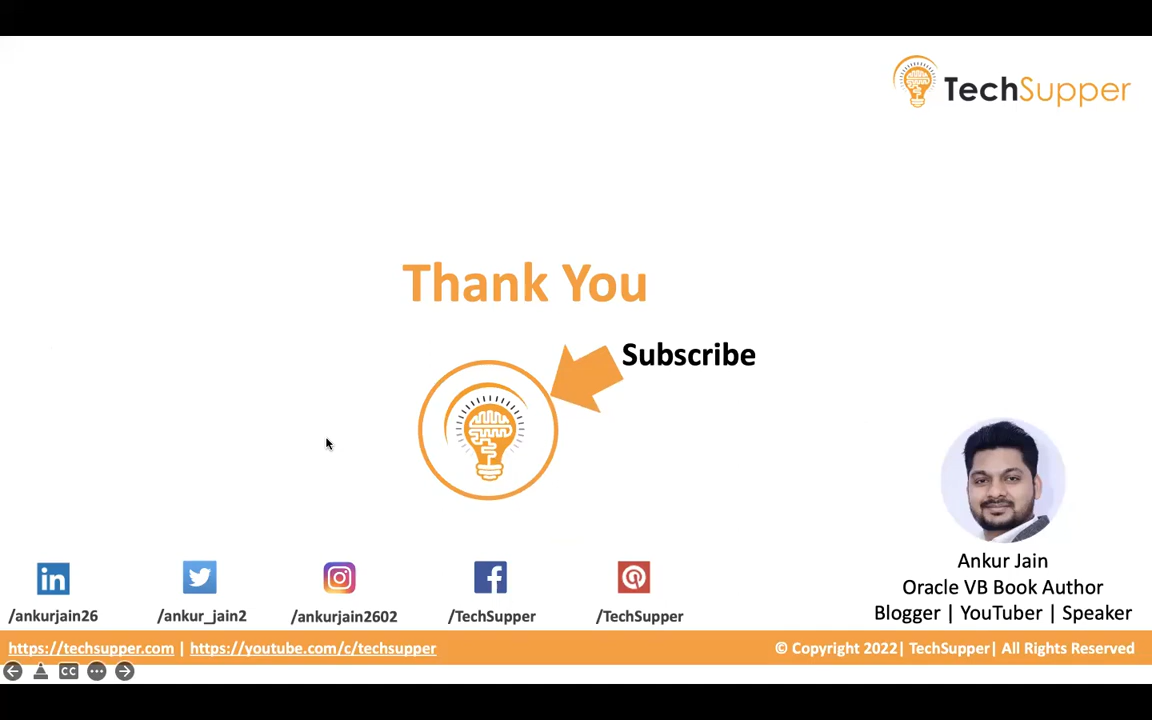 TechSupper
Thank You
Subscribe
/ankurjain26
/ankur_jain2
/ankurjain2602
/TechSupper
/TechSupper
Ankur Jain
Oracle VB Book Author
Blogger | YouTuber | Speaker
https://techsupper.com | https://youtube.com/c/techsupper
© Copyright 2022| TechSupper| All Rights Reserved
CC